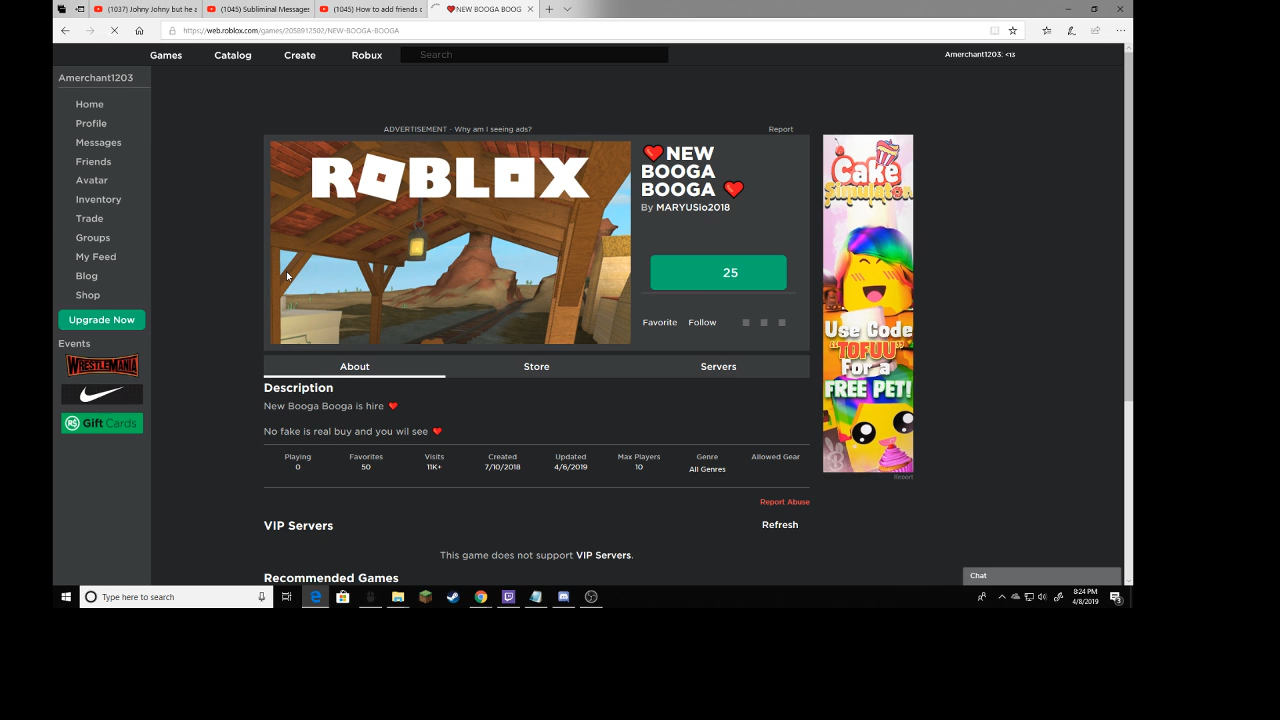 (1037) Johny Johny but he a
(1045) Subliminal Messages
(1045) How to add friends o
❤️NEW BOOGA BOOG
https://web.roblox.com/games/2058912502/NEW-BOOGA-BOOGA
Games
Catalog
Create
Robux
Search
Amerchant1203: <13
Amerchant1203
Home
Profile
Messages
Friends
Avatar
Inventory
Trade
Groups
My Feed
Blog
Shop
Upgrade Now
Events
WRESTLEMANIA
R$ Gift Cards
ADVERTISEMENT - Why am I seeing ads?
Report
ROBLOX
❤️NEW
BOOGA
BOOGA ❤️
By MARYUSio2018
25
Favorite
Follow
Cake
Simulator
Use Code
"TOFUU"
For a
FREE PET!
Report
About
Store
Servers
Description
New Booga Booga is hire ❤️
No fake is real buy and you wil see ❤️
Playing
0
Favorites
50
Visits
11K+
Created
7/10/2018
Updated
4/6/2019
Max Players
10
Genre
All Genres
Allowed Gear
Report Abuse
VIP Servers
Refresh
This game does not support VIP Servers.
Recommended Games
Chat
Type here to search
8:24 PM
4/8/2019
3